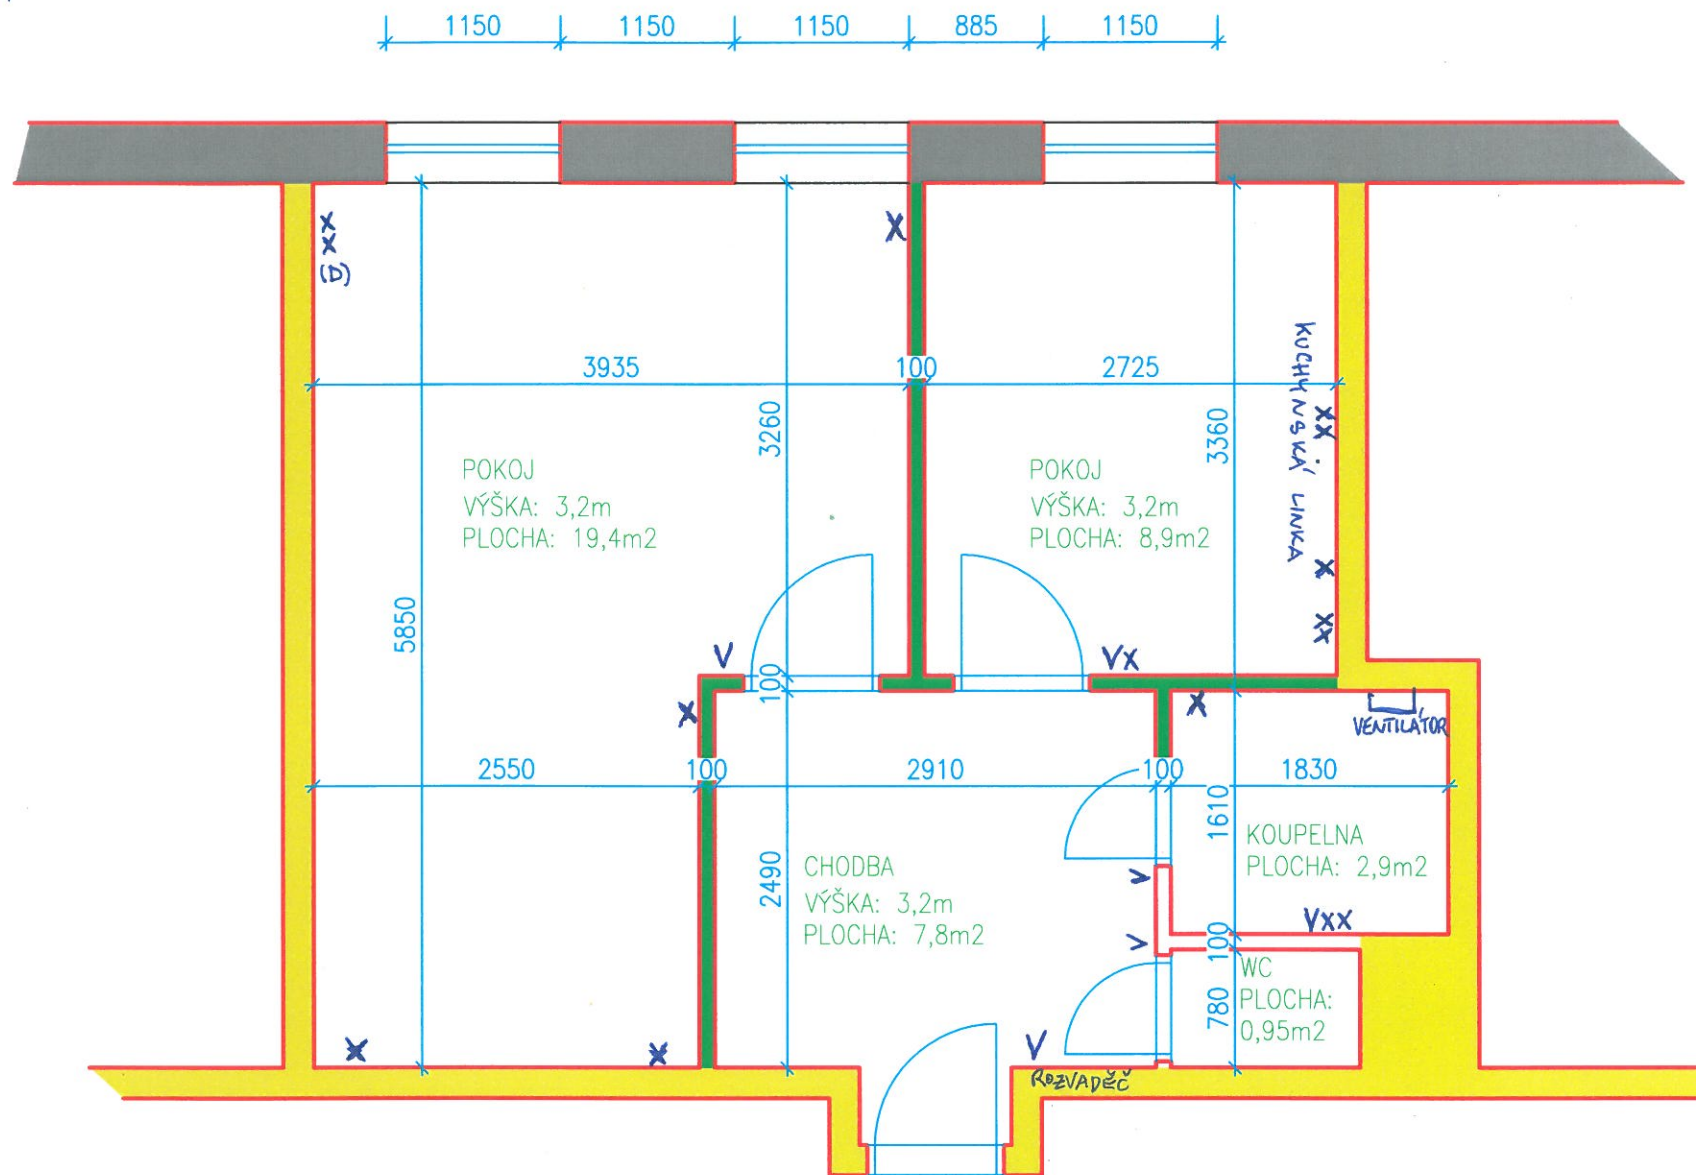 1150 1150 1150 885 1150
X
X
(D)
X
3935 100 2725
3260
3360
KUCHYNSKÁ LINKA
XX
X
XX
POKOJ
VÝŠKA: 3,2m
PLOCHA: 19,4m2
POKOJ
VÝŠKA: 3,2m
PLOCHA: 8,9m2
5850
V
100
VX
X
X
VENTILÁTOR
2550 100 2910 100 1830
1610
2490
CHODBA
VÝŠKA: 3,2m
PLOCHA: 7,8m2
KOUPELNA
PLOCHA: 2,9m2
V
VXX
V
100
WC
PLOCHA:
0,95m2
780
X
X
V
ROZVADĚČ